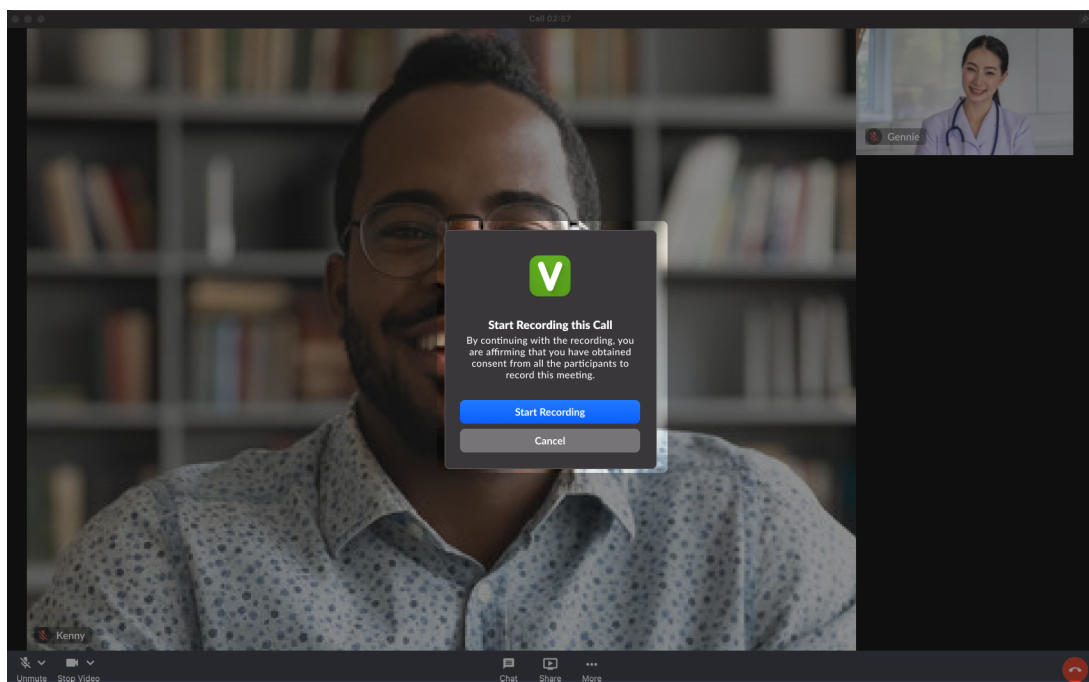 Call 02:57
Gennie
V
Start Recording this Call
By continuing with the recording, you
are affirming that you have obtained
consent from all the participants to
record this meeting.
Start Recording
Cancel
Kenny
Unmute Stop Video Chat Share More